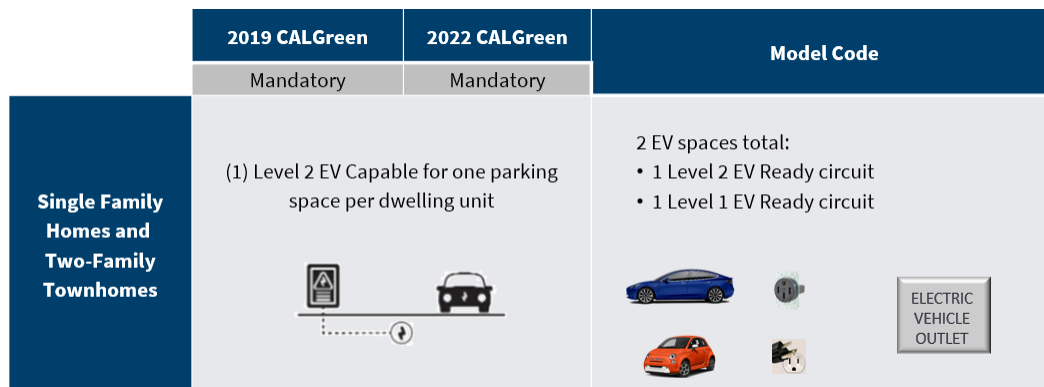 2019 CALGreen
2022 CALGreen
Model Code
Mandatory
Mandatory
Single Family
Homes and
Two-Family
Townhomes
(1) Level 2 EV Capable for one parking
space per dwelling unit
2 EV spaces total:
• 1 Level 2 EV Ready circuit
• 1 Level 1 EV Ready circuit
ELECTRIC
VEHICLE
OUTLET